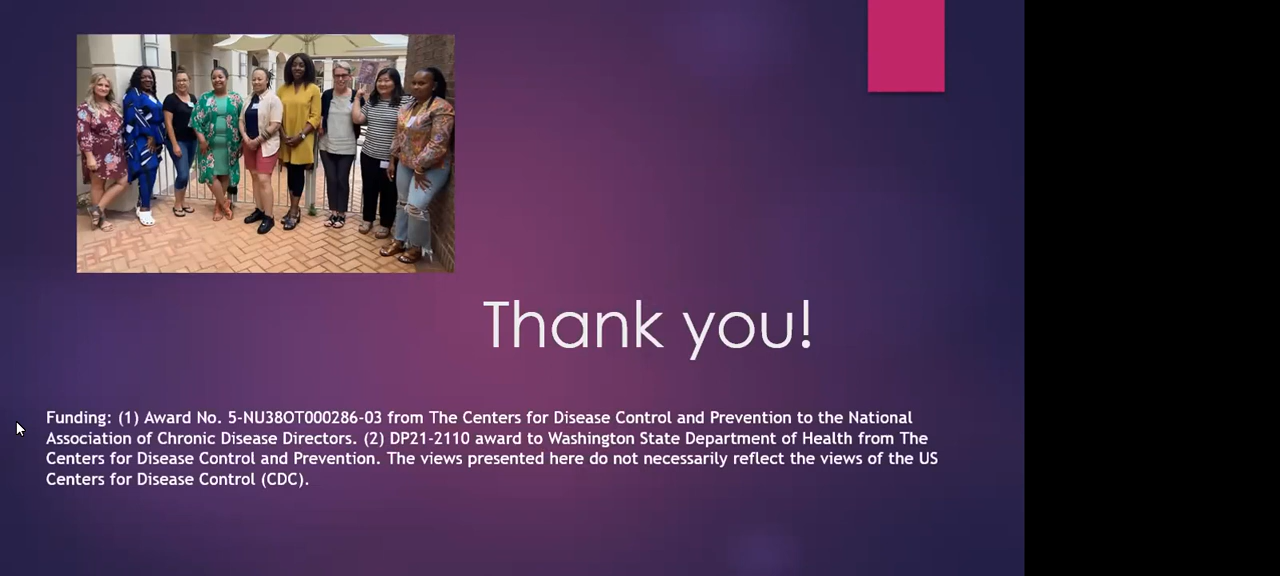 Thank you!
Funding: (1) Award No. 5-NU38OT000286-03 from The Centers for Disease Control and Prevention to the National
Association of Chronic Disease Directors. (2) DP21-2110 award to Washington State Department of Health from The
Centers for Disease Control and Prevention. The views presented here do not necessarily reflect the views of the US
Centers for Disease Control (CDC).